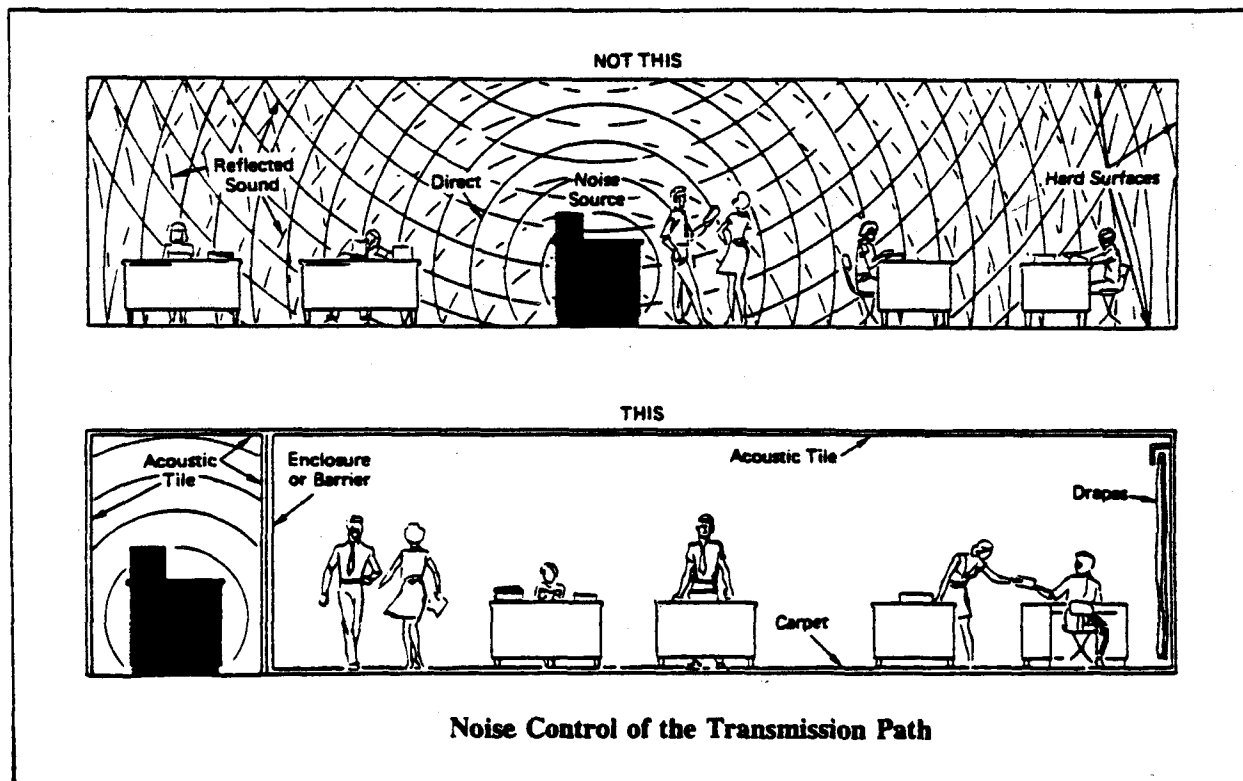 NOT THIS
Reflected
Sound
Direct
Noise
Source
Hard Surfaces
THIS
Acoustic
Tile
Enclosure
or Barrier
Acoustic Tile
Drapes
Carpet
Noise Control of the Transmission Path